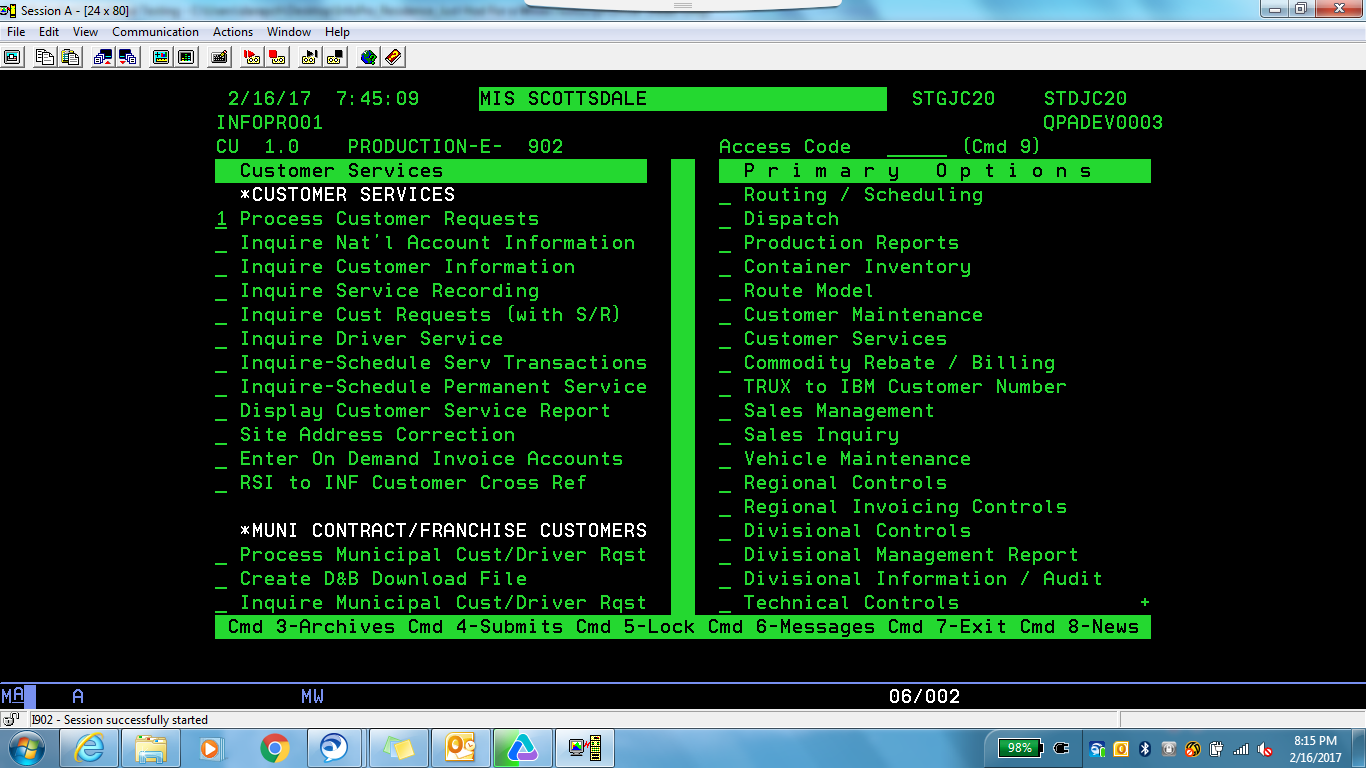 Session A - [24 x 80]
File Edit View Communication Actions Window Help
2/16/17 7:45:09 MIS SCOTTSDALE STGJC20 STDJC20
INFOPRO01 QPADEV0003
CU 1.0 PRODUCTION-E- 902 Access Code ______ (Cmd 9)
Customer Services P r i m a r y O p t i o n s
*CUSTOMER SERVICES _ Routing / Scheduling
1 Process Customer Requests _ Dispatch
_ Inquire Nat'l Account Information _ Production Reports
_ Inquire Customer Information _ Container Inventory
_ Inquire Service Recording _ Route Model
_ Inquire Cust Requests (with S/R) _ Customer Maintenance
_ Inquire Driver Service _ Customer Services
_ Inquire-Schedule Serv Transactions _ Commodity Rebate / Billing
_ Inquire-Schedule Permanent Service _ TRUX to IBM Customer Number
_ Display Customer Service Report _ Sales Management
_ Site Address Correction _ Sales Inquiry
_ Enter On Demand Invoice Accounts _ Vehicle Maintenance
_ RSI to INF Customer Cross Ref _ Regional Controls
_ Regional Invoicing Controls
*MUNI CONTRACT/FRANCHISE CUSTOMERS _ Divisional Controls
_ Process Municipal Cust/Driver Rqst _ Divisional Management Report
_ Create D&B Download File _ Divisional Information / Audit
_ Inquire Municipal Cust/Driver Rqst _ Technical Controls +
Cmd 3-Archives Cmd 4-Submits Cmd 5-Lock Cmd 6-Messages Cmd 7-Exit Cmd 8-News
MA A MW 06/002
I902 - Session successfully started
98% 8:15 PM
2/16/2017